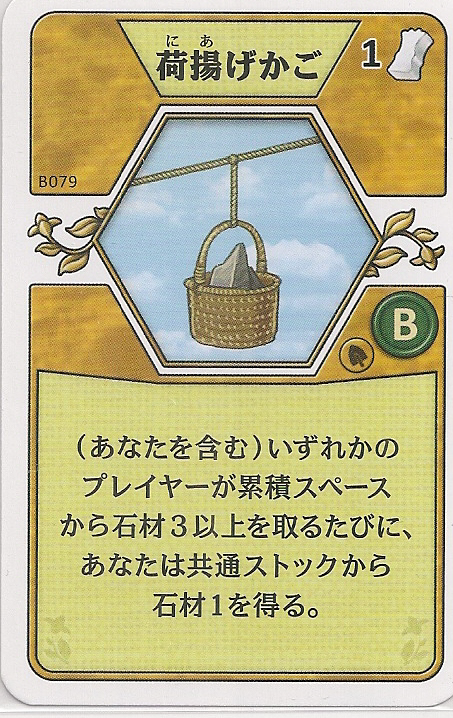 にあ
荷揚げかご
1
B079
B
(あなたを含む)いずれかの
プレイヤーが累積スペース
から石材3以上を取るたびに、
あなたは共通ストックから
石材1を得る。